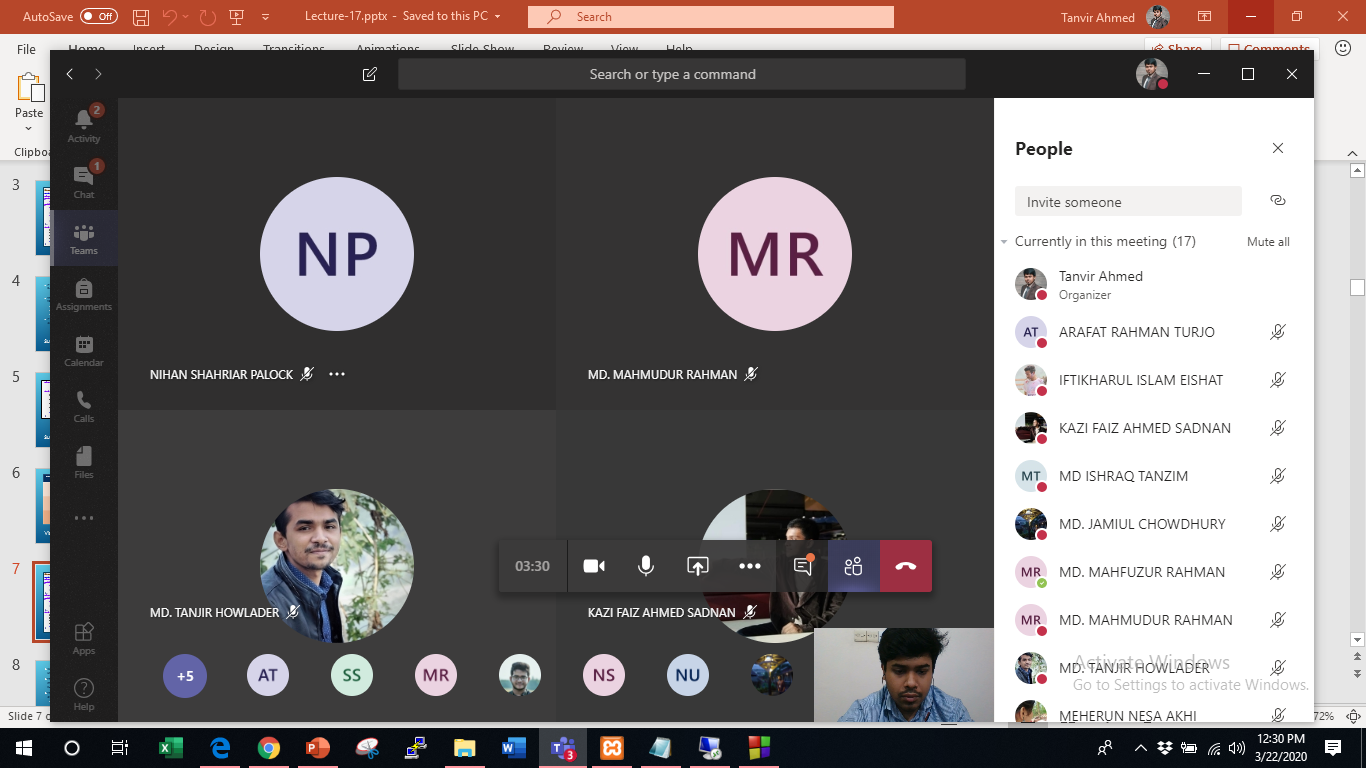 AutoSave Off Lecture-17.pptx - Saved to this PC Search Tanvir Ahmed
File Home Insert Design Transitions Animations Slide Show Review View Help Share Comments
Paste
Clipb
3
4
5
6
7
8
Slide 7 o
72%
Search or type a command
2
Activity
1
Chat
Teams
Assignments
Calendar
Calls
Files
Apps
Help
NP
NIHAN SHAHRIAR PALOCK
MR
MD. MAHMUDUR RAHMAN
MD. TANJIR HOWLADER
KAZI FAIZ AHMED SADNAN
03:30
+5 AT SS MR NS NU
People
Invite someone
Currently in this meeting (17) Mute all
Tanvir Ahmed
Organizer
AT ARAFAT RAHMAN TURJO
IFTIKHARUL ISLAM EISHAT
KAZI FAIZ AHMED SADNAN
MT MD ISHRAQ TANZIM
MD. JAMIUL CHOWDHURY
MR MD. MAHFUZUR RAHMAN
MR MD. MAHMUDUR RAHMAN
MD. TANJIR HOWLADER
MEHERUN NESA AKHI
Activate Windows
Go to Settings to activate Windows.
3
12:30 PM
3/22/2020